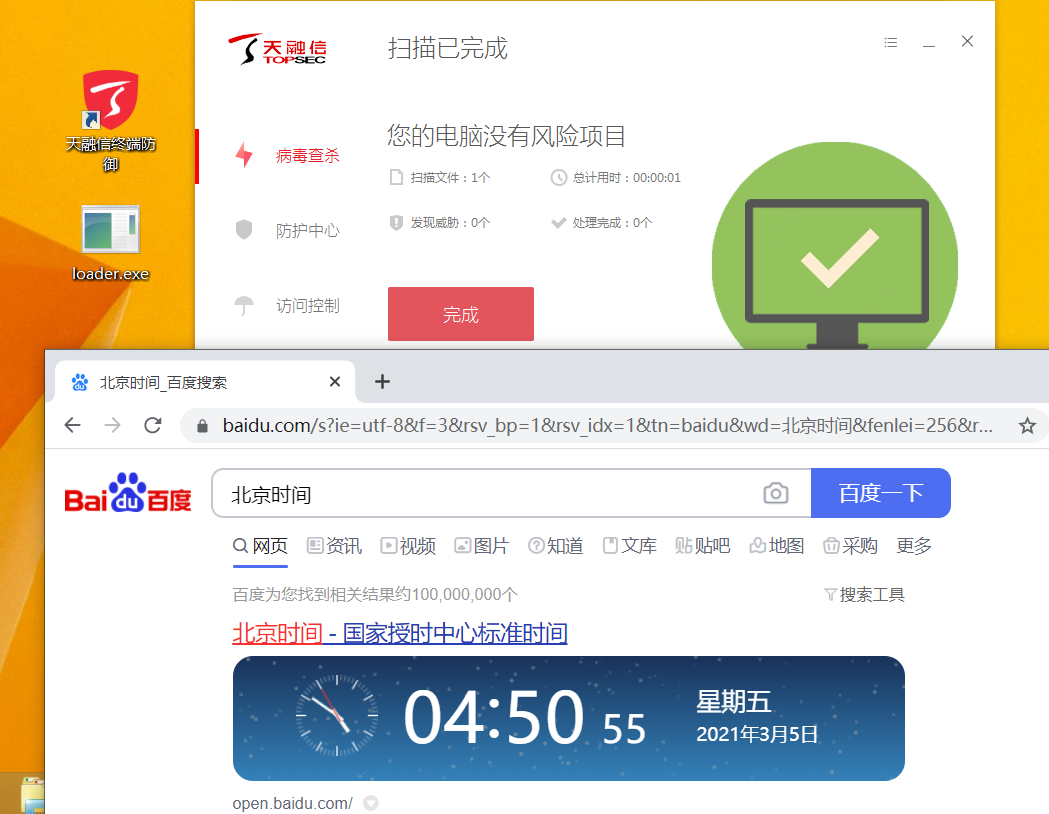 天融信
TOPSEC
扫描已完成
天融信终端防
御
您的电脑没有风险项目
病毒查杀
扫描文件：1个
总计用时：00:00:01
防护中心
发现威胁：0个
处理完成：0个
loader.exe
访问控制
完成
北京时间_百度搜索
baidu.com/s?ie=utf-8&f=3&rsv_bp=1&rsv_idx=1&tn=baidu&wd=北京时间&fenlei=256&r...
Bai du 百度
北京时间
百度一下
网页 资讯 视频 图片 知道 文库 贴贴吧 地图 采购 更多
百度为您找到相关结果约100,000,000个
搜索工具
北京时间 - 国家授时中心标准时间
04:50 55
星期五
2021年3月5日
open.baidu.com/